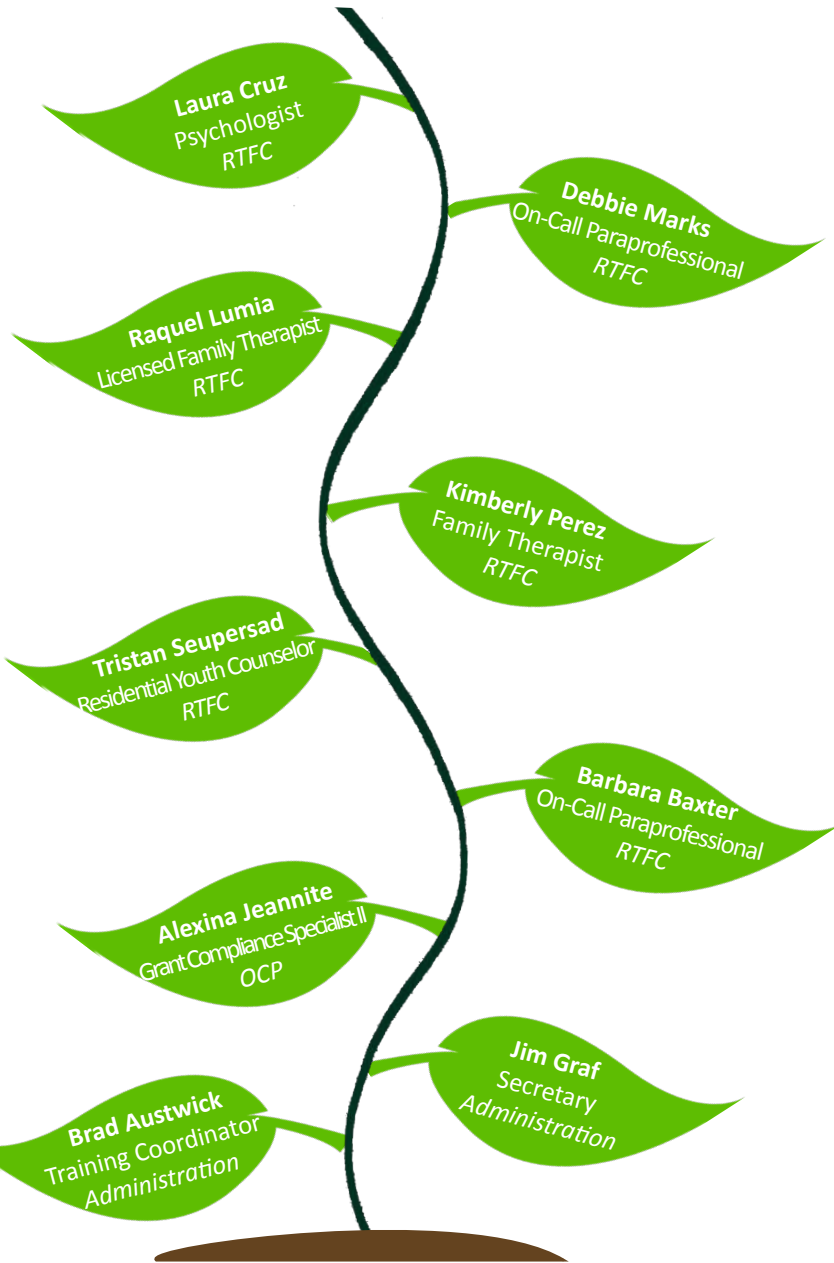 Laura Cruz
Psychologist
RTFC
Debbie Marks
On-Call Paraprofessional
RTFC
Raquel Lumia
Licensed Family Therapist
RTFC
Kimberly Perez
Family Therapist
RTFC
Tristan Seupersad
Residential Youth Counselor
RTFC
Barbara Baxter
On-Call Paraprofessional
RTFC
Alexina Jeannite
Grant Compliance Specialist II
OCP
Jim Graf
Secretary
Administration
Brad Austwick
Training Coordinator
Administration